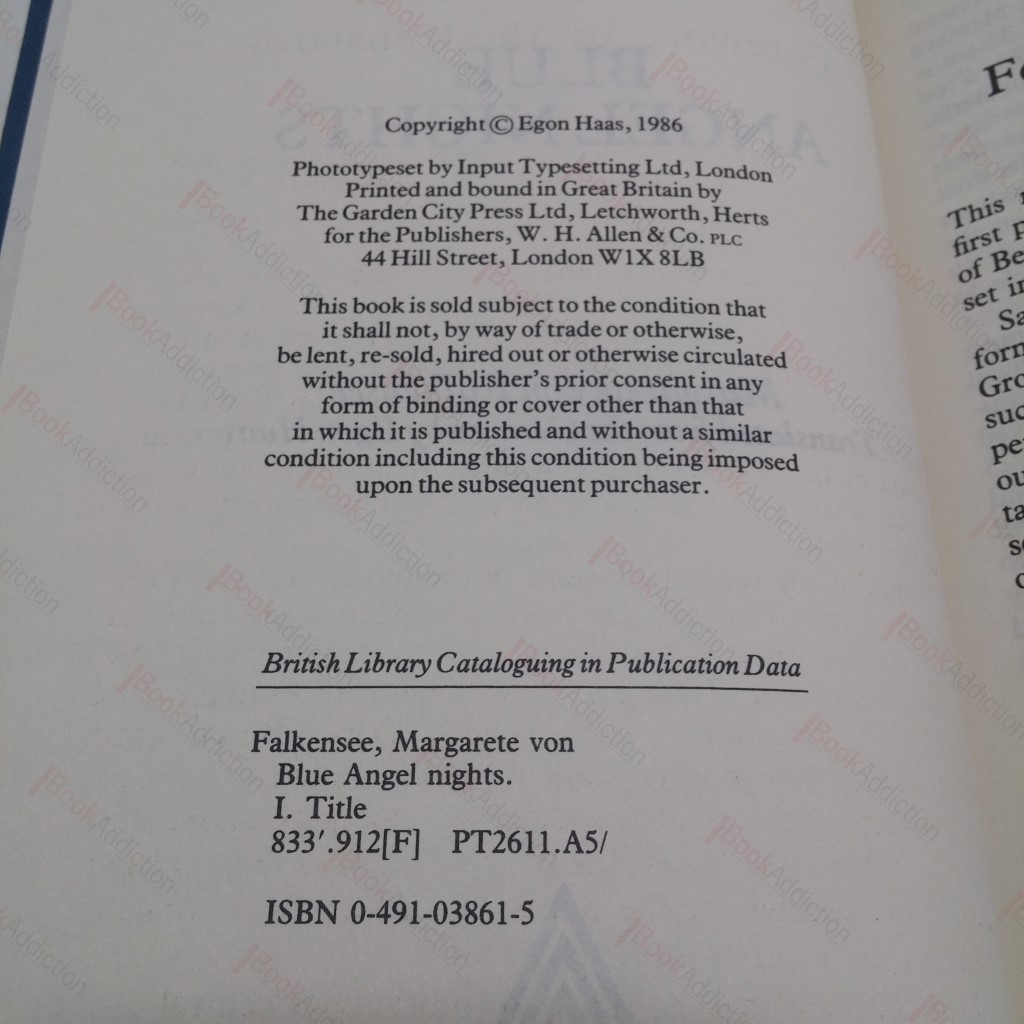 Copyright © Egon Haas, 1986
Phototypeset by Input Typesetting Ltd, London
Printed and bound in Great Britain by
The Garden City Press Ltd, Letchworth, Herts
for the Publishers, W. H. Allen & Co. PLC
44 Hill Street, London W1X 8LB
This book is sold subject to the condition that
it shall not, by way of trade or otherwise,
be lent, re-sold, hired out or otherwise circulated
without the publisher's prior consent in any
form of binding or cover other than that
in which it is published and without a similar
condition including this condition being imposed
upon the subsequent purchaser.
British Library Cataloguing in Publication Data
Falkensee, Margarete von
Blue Angel nights.
I. Title
833′.912[F] PT2611.A5/
ISBN 0-491-03861-5
This
first
of
set
BookAddiction